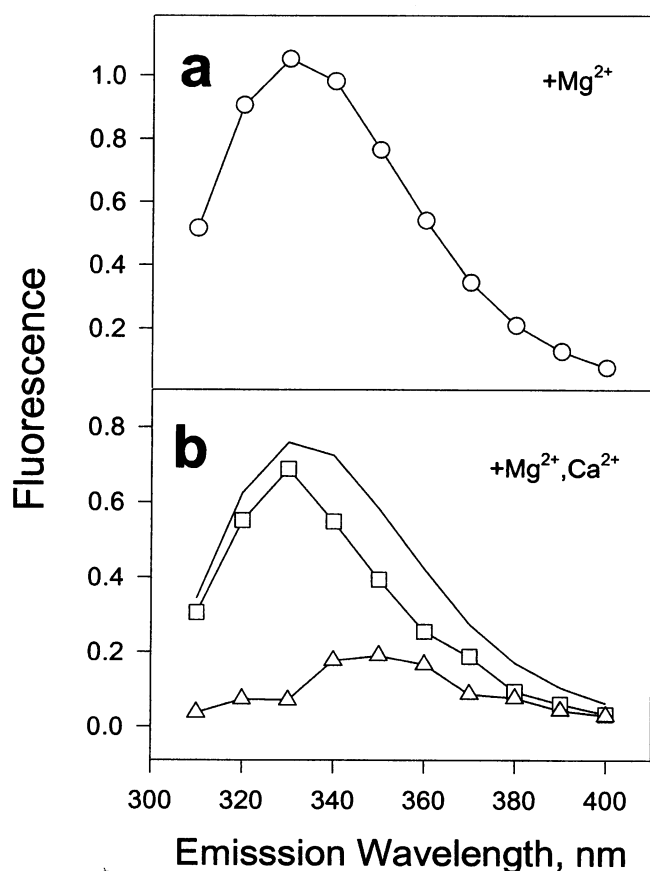 a
+Mg²⁺
1.0
0.8
0.6
0.4
0.2
Fluorescence
b
+Mg²⁺,Ca²⁺
0.8
0.6
0.4
0.2
0.0
300 320 340 360 380 400
Emisssion Wavelength, nm